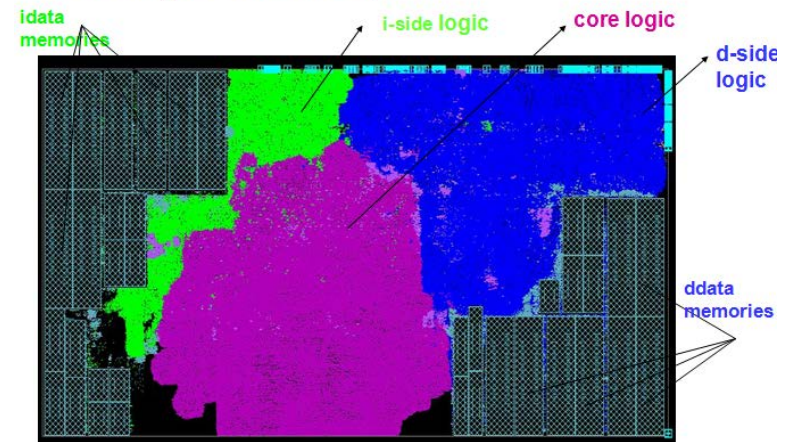 idata
memories
i-side logic
core logic
d-side
logic
ddata
memories